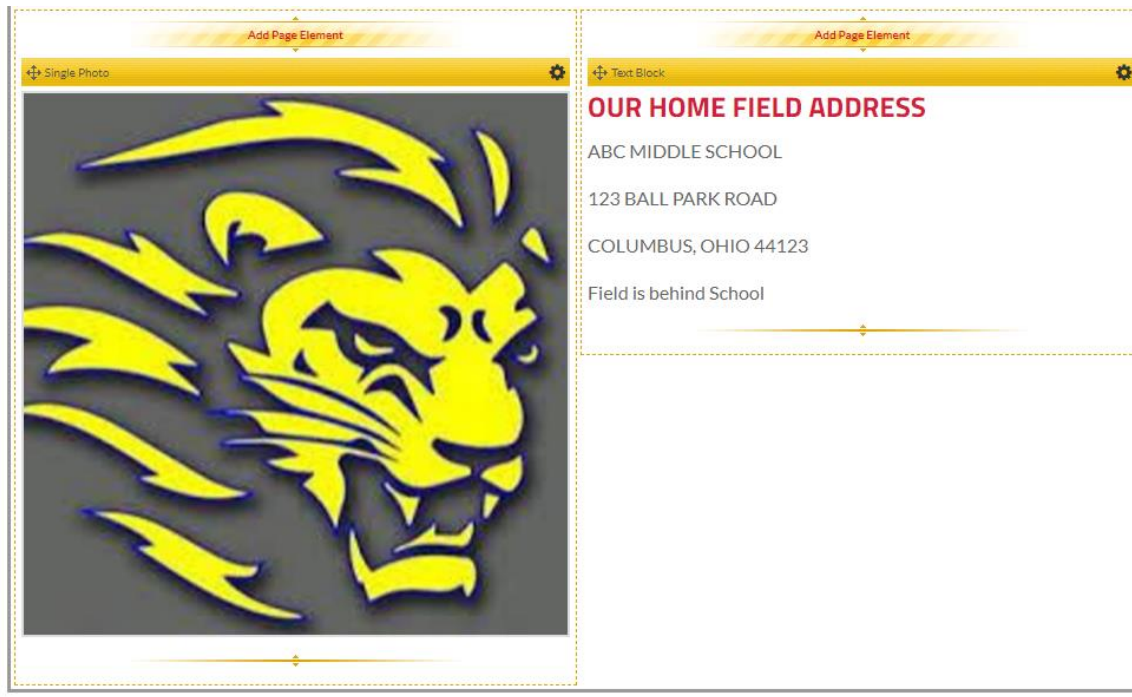 Add Page Element
Single Photo
Add Page Element
Text Block
OUR HOME FIELD ADDRESS
ABC MIDDLE SCHOOL
123 BALL PARK ROAD
COLUMBUS, OHIO 44123
Field is behind School